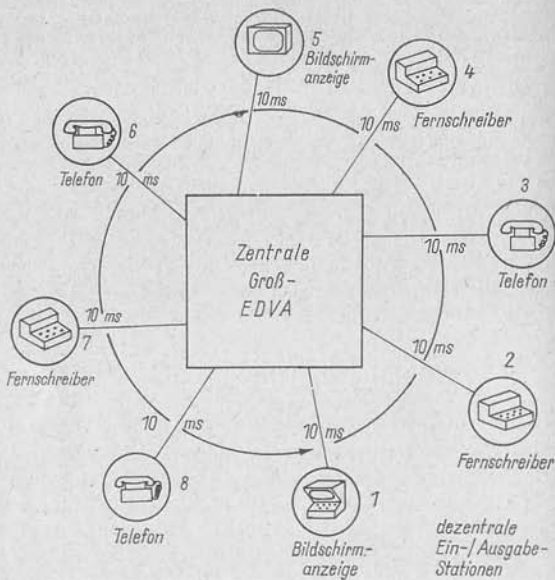 5
Bildschirm-
anzeige
10 ms
4
Fernschreiber
10 ms
6
Telefon
10 ms
3
Telefon
10 ms
Zentrale
Groß-
EDVA
10 ms
7
Fernschreiber
10 ms
2
Fernschreiber
10 ms
8
Telefon
10 ms
1
Bildschirm-
anzeige
dezentrale
Ein-/Ausgabe-
Stationen